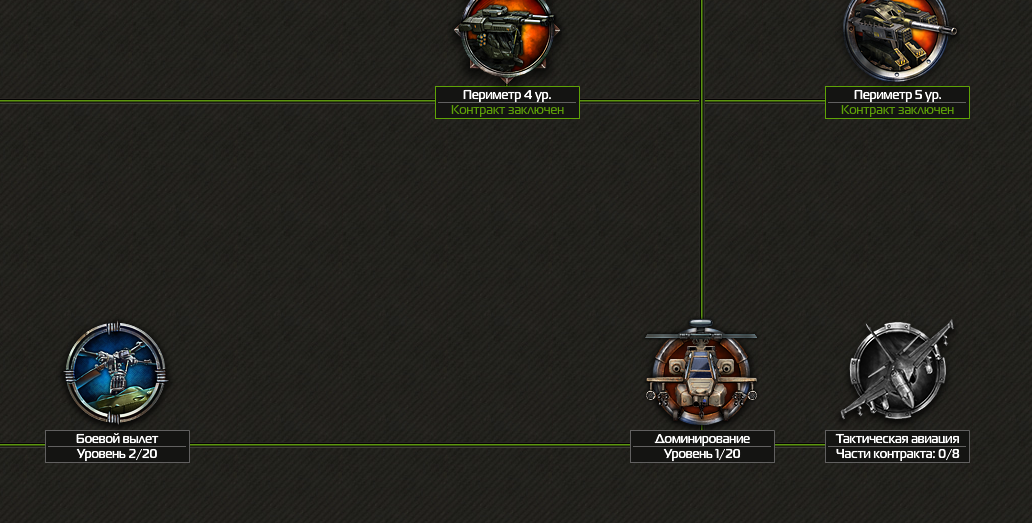 Периметр 4 ур.
Контракт заключен
Периметр 5 ур.
Контракт заключен
Боевой вылет
Уровень 2/20
Доминирование
Уровень 1/20
Тактическая авиация
Части контракта: 0/8